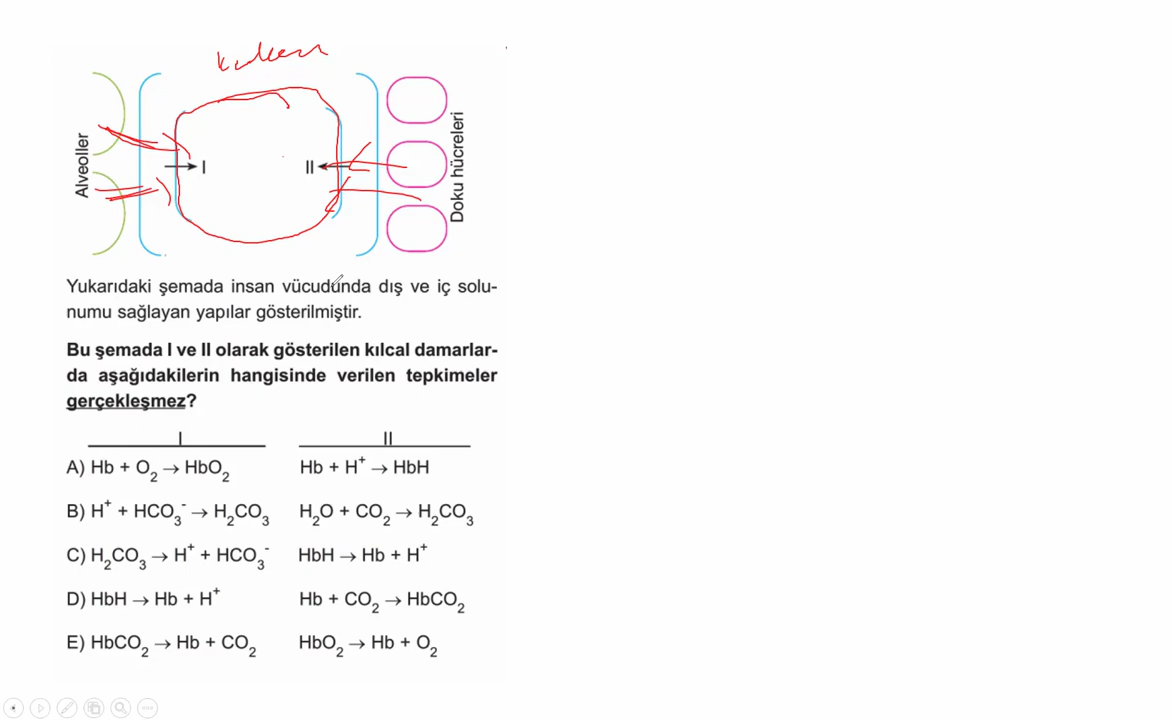 Alveoller
I
II
Doku hücreleri
Yukarıdaki şemada insan vücudunda dış ve iç solu-
numu sağlayan yapılar gösterilmiştir.
Bu şemada I ve II olarak gösterilen kılcal damarlar-
da aşağıdakilerin hangisinde verilen tepkimeler
gerçekleşmez?
I II
A) Hb + O₂ → HbO₂ Hb + H⁺ → HbH
B) H⁺ + HCO₃⁻ → H₂CO₃ H₂O + CO₂ → H₂CO₃
C) H₂CO₃ → H⁺ + HCO₃⁻ HbH → Hb + H⁺
D) HbH → Hb + H⁺ Hb + CO₂ → HbCO₂
E) HbCO₂ → Hb + CO₂ HbO₂ → Hb + O₂